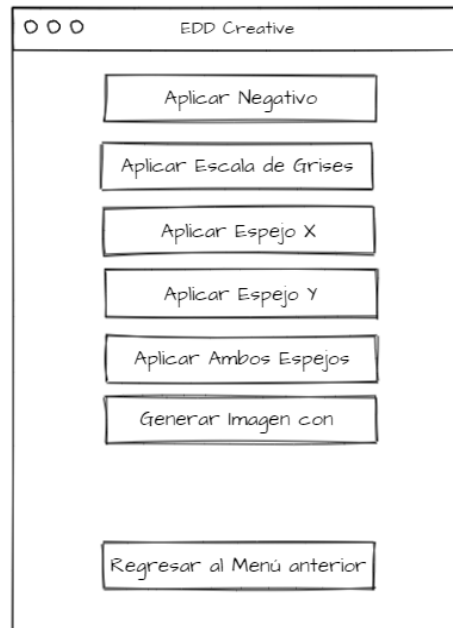 EDD Creative
Aplicar Negativo
Aplicar Escala de Grises
Aplicar Espejo X
Aplicar Espejo Y
Aplicar Ambos Espejos
Generar Imagen con
Regresar al Menú anterior